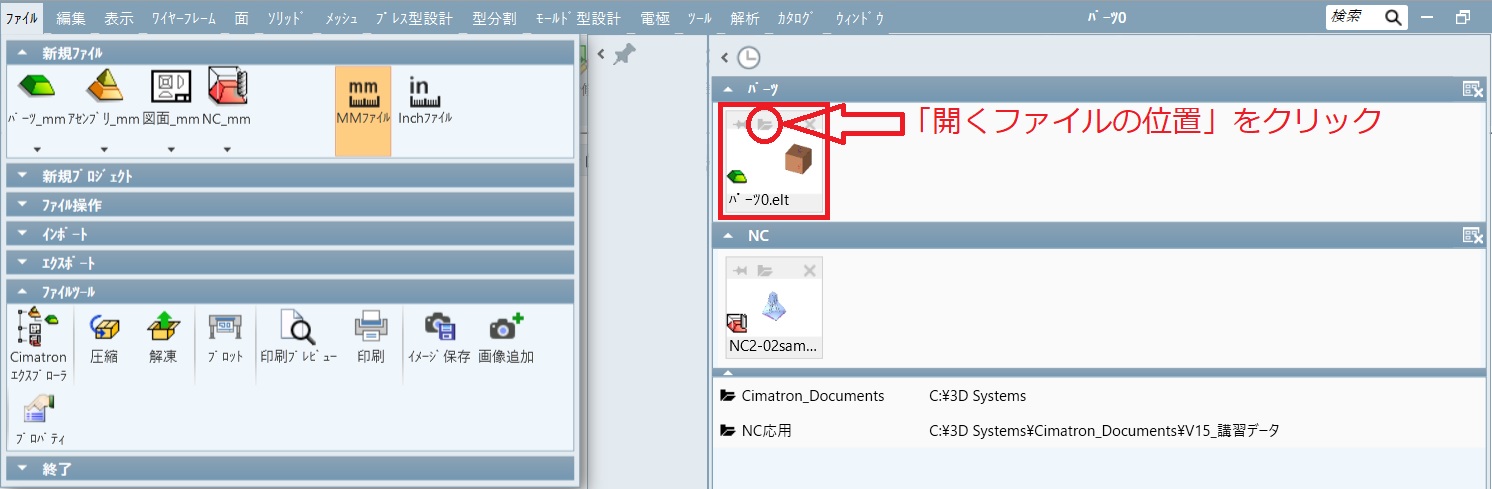 ファイル 編集 表示 ﾜｲﾔｰﾌﾚｰﾑ 面 ｿﾘｯﾄﾞ ﾒｯｼｭ ﾌﾟﾚｽ型設計 型分割 ﾓｰﾙﾄﾞ型設計 電極 ﾂｰﾙ 解析 ｶﾀﾛｸﾞ ｳｨﾝﾄﾞｳ ﾊﾟｰﾂ0 検索
新規ﾌｧｲﾙ
ﾊﾟｰﾂ_mm ｱｾﾝﾌﾞﾘ_mm 図面_mm NC_mm
mm
MMﾌｧｲﾙ
in
Inchﾌｧｲﾙ
新規ﾌﾟﾛｼﾞｪｸﾄ
ﾌｧｲﾙ操作
ｲﾝﾎﾟｰﾄ
ｴｸｽﾎﾟｰﾄ
ﾌｧｲﾙﾂｰﾙ
Cimatron
ｴｸｽﾌﾟﾛｰﾗ
圧縮 解凍 ﾌﾟﾛｯﾄ 印刷ﾌﾟﾚﾋﾞｭｰ 印刷 ｲﾒｰｼﾞ保存 画像追加
ﾌﾟﾛﾊﾟﾃｨ
終了
ﾊﾟｰﾂ
「開くファイルの位置」をクリック
ﾊﾟｰﾂ0.elt
NC
NC2-02sam...
Cimatron_Documents C:¥3D Systems
NC応用 C:¥3D Systems¥Cimatron_Documents¥V15_講習データ